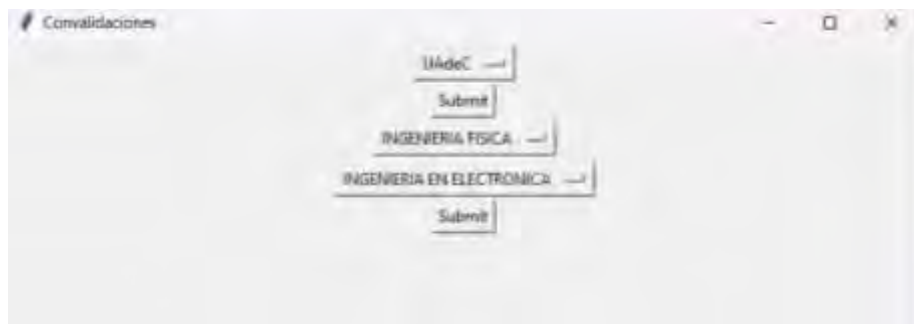 Convalidaciones
UAdeC
Submit
INGENIERIA FISICA
INGENIERIA EN ELECTRONICA
Submit